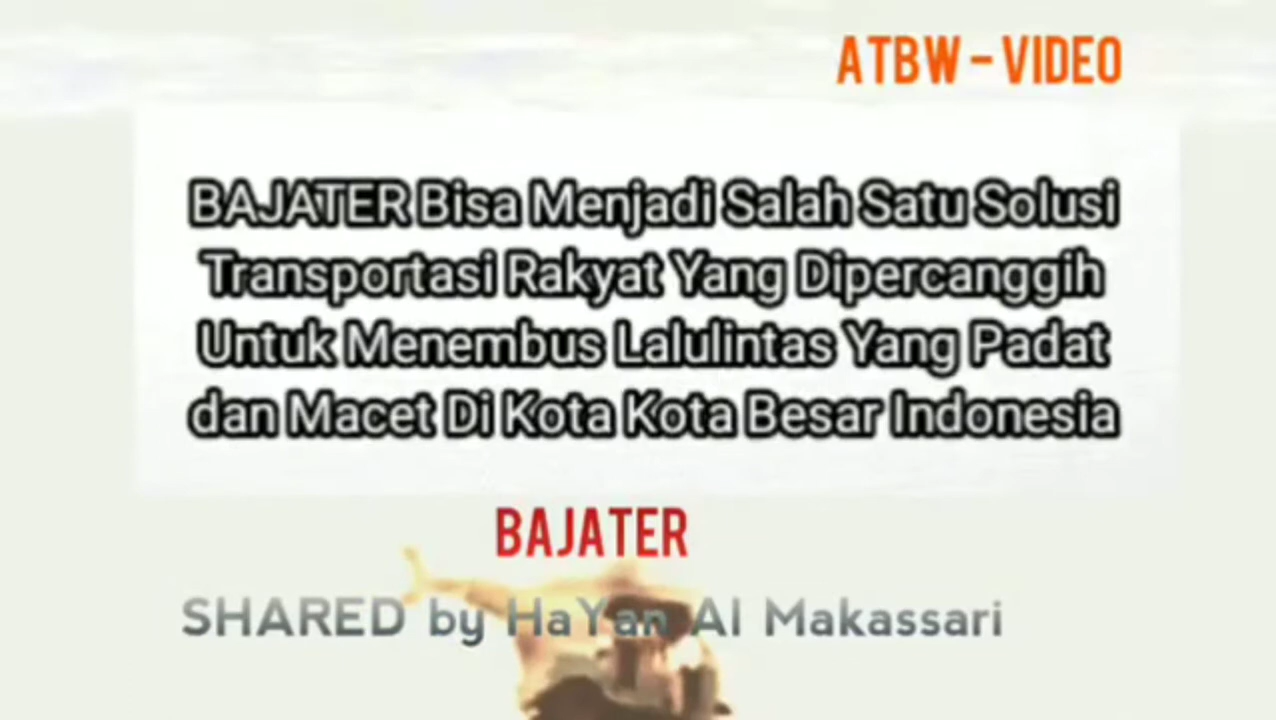 ATBW - VIDEO
BAJATER Bisa Menjadi Salah Satu Solusi
Transportasi Rakyat Yang Dipercanggih
Untuk Menembus Lalulintas Yang Padat
dan Macet Di Kota Kota Besar Indonesia
BAJATER
SHARED by HaYan Al Makassari